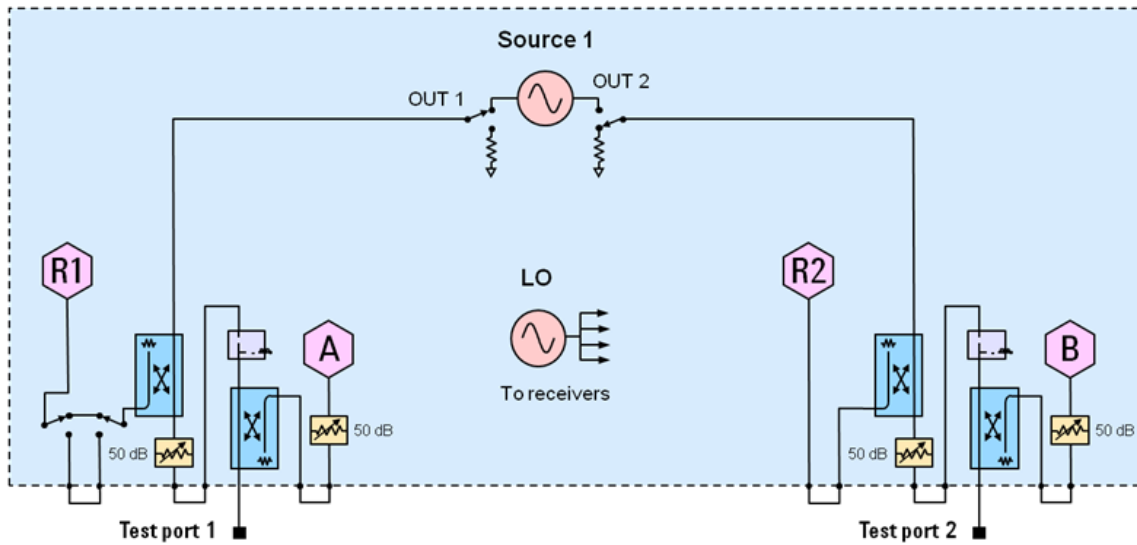 Source 1
OUT 1
OUT 2
R1
R2
LO
A
B
To receivers
50 dB
50 dB
50 dB
50 dB
Test port 1
Test port 2